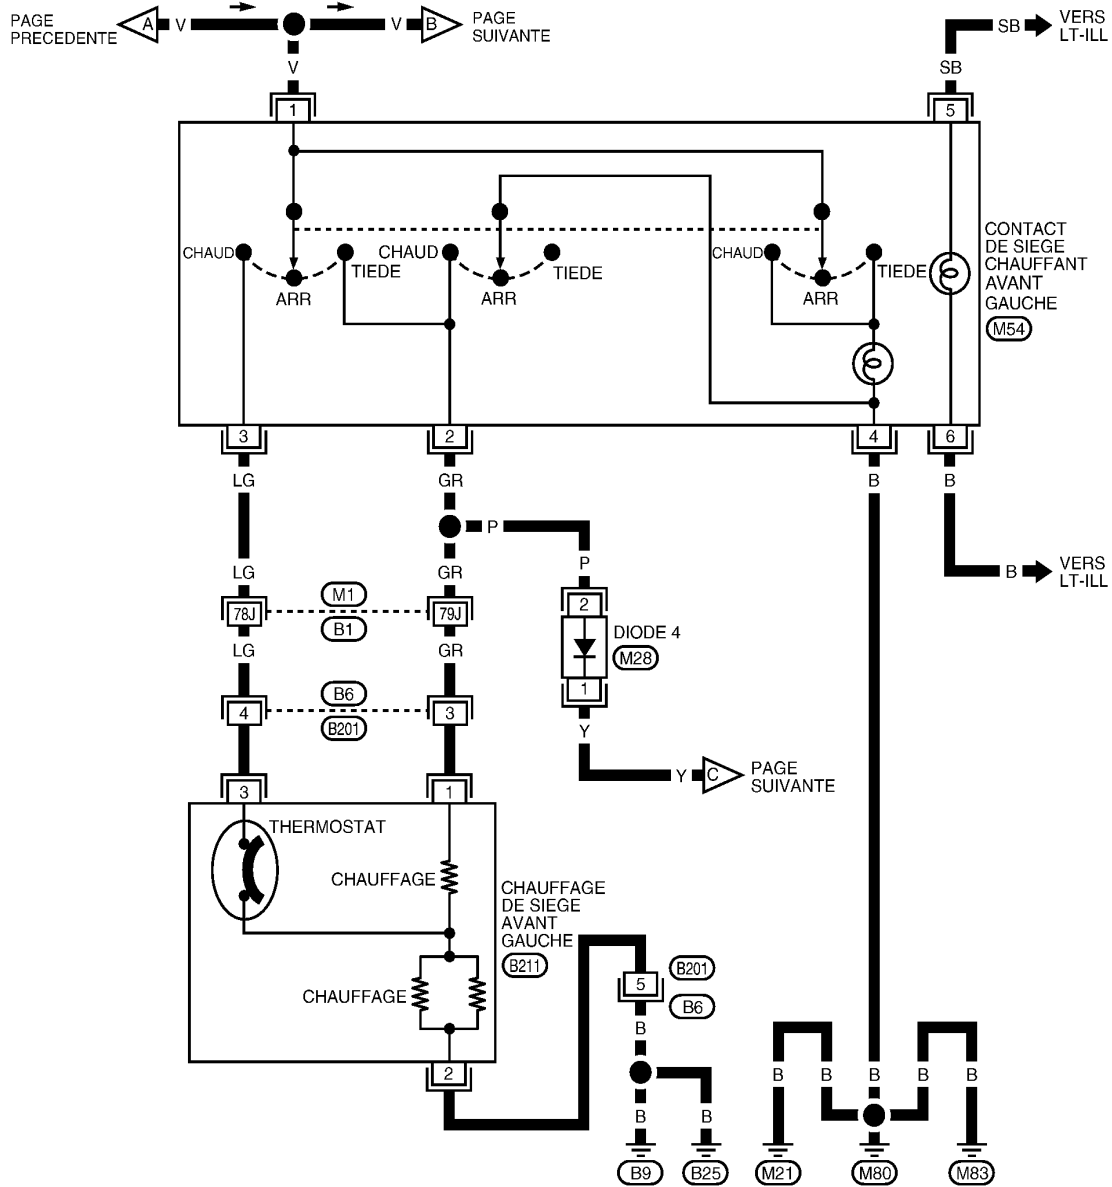 PAGE
PRECEDENTE
A
V
V
B
PAGE
SUIVANTE
SB
VERS
LT-ILL
V
SB
1
5
CHAUD
TIEDE
ARR
CHAUD
TIEDE
ARR
CHAUD
TIEDE
ARR
CONTACT
DE SIEGE
CHAUFFANT
AVANT
GAUCHE
M54
3
2
4
6
LG
GR
B
B
P
P
LG
GR
B
VERS
LT-ILL
78J
M1
B1
79J
2
DIODE 4
M28
1
LG
GR
4
B6
B201
3
Y
Y
C
PAGE
SUIVANTE
3
1
THERMOSTAT
CHAUFFAGE
CHAUFFAGE
CHAUFFAGE
DE SIEGE
AVANT
GAUCHE
B211
2
5
B201
B6
B
B
B
B
B
B
B
B
B9
B25
M21
M80
M83